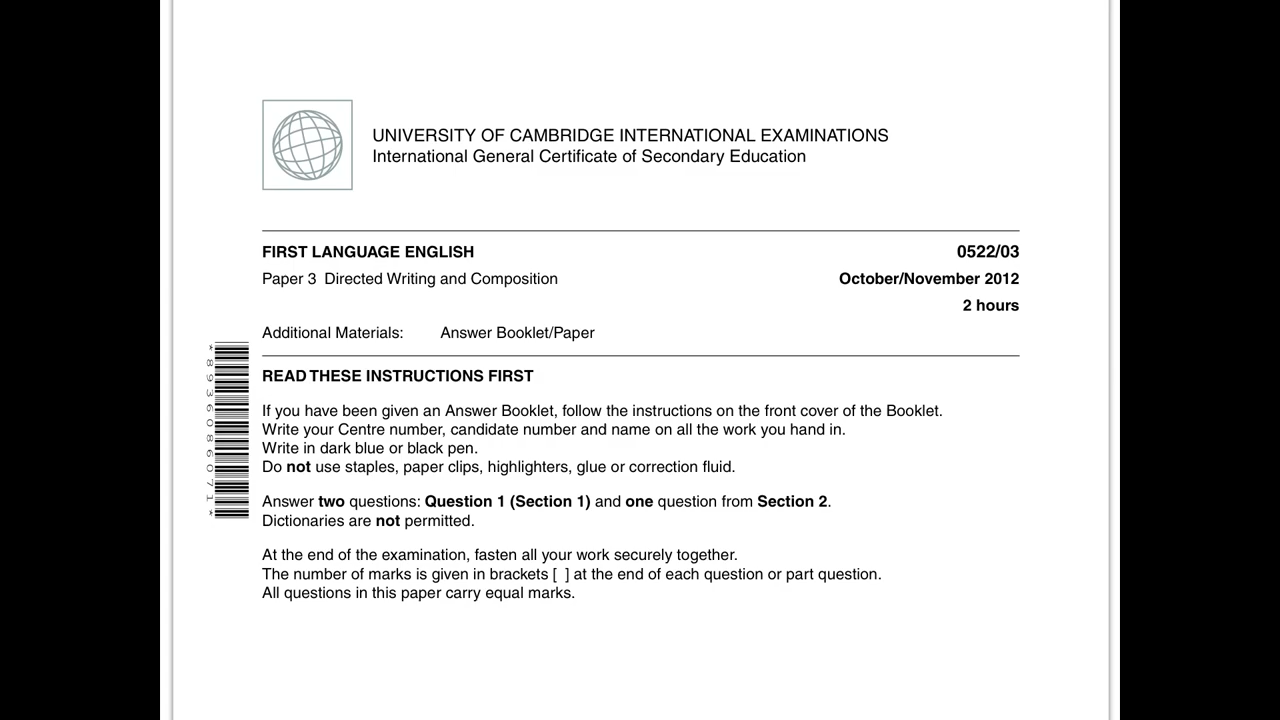 UNIVERSITY OF CAMBRIDGE INTERNATIONAL EXAMINATIONS
International General Certificate of Secondary Education
FIRST LANGUAGE ENGLISH 0522/03
Paper 3 Directed Writing and Composition October/November 2012
2 hours
Additional Materials: Answer Booklet/Paper
*8936086071*
READ THESE INSTRUCTIONS FIRST
If you have been given an Answer Booklet, follow the instructions on the front cover of the Booklet.
Write your Centre number, candidate number and name on all the work you hand in.
Write in dark blue or black pen.
Do not use staples, paper clips, highlighters, glue or correction fluid.
Answer two questions: Question 1 (Section 1) and one question from Section 2.
Dictionaries are not permitted.
At the end of the examination, fasten all your work securely together.
The number of marks is given in brackets [ ] at the end of each question or part question.
All questions in this paper carry equal marks.